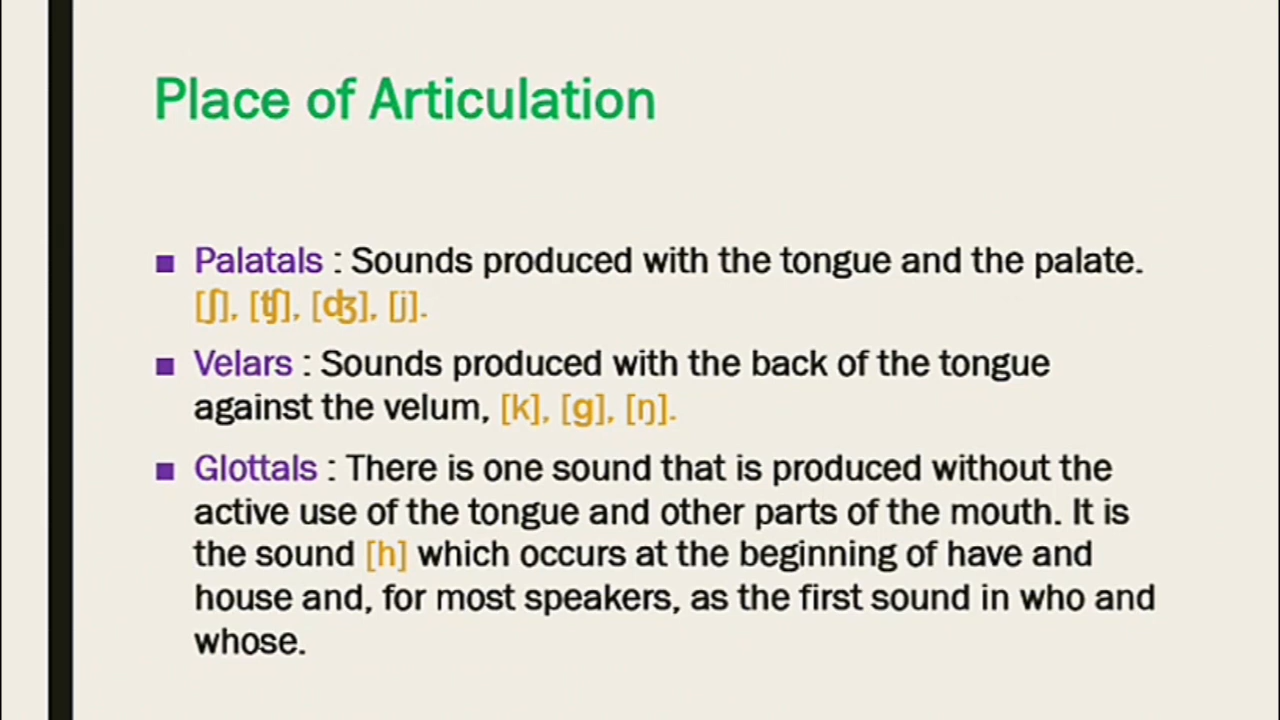 Place of Articulation
▪ Palatals : Sounds produced with the tongue and the palate.
[ʃ], [ʧ], [ʤ], [j].
▪ Velars : Sounds produced with the back of the tongue
against the velum, [k], [g], [ŋ].
▪ Glottals : There is one sound that is produced without the
active use of the tongue and other parts of the mouth. It is
the sound [h] which occurs at the beginning of have and
house and, for most speakers, as the first sound in who and
whose.